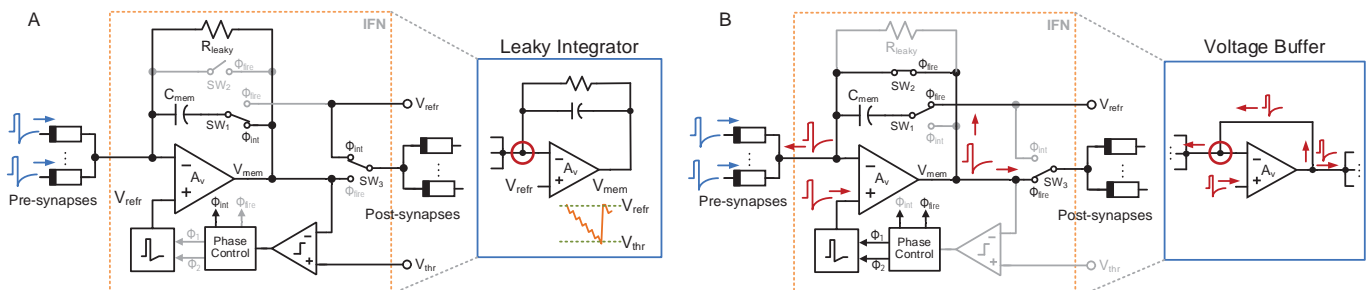 A
IFN
R_leaky
Φ_fire
SW_2
Φ_fire
C_mem
SW_1
Φ_int
V_refr
Φ_int
SW_3
Φ_fire
Pre-synapses
Post-synapses
A_v
V_mem
V_refr
Φ_int
Φ_fire
Φ_1
Φ_2
Phase
Control
V_thr
Leaky Integrator
V_refr
A_v
V_mem
V_refr
V_thr
B
IFN
R_leaky
Φ_fire
SW_2
Φ_fire
C_mem
SW_1
Φ_int
V_refr
Φ_int
SW_3
Φ_fire
Pre-synapses
Post-synapses
A_v
V_mem
Φ_int
Φ_fire
Φ_1
Φ_2
Phase
Control
V_thr
Voltage Buffer
A_v